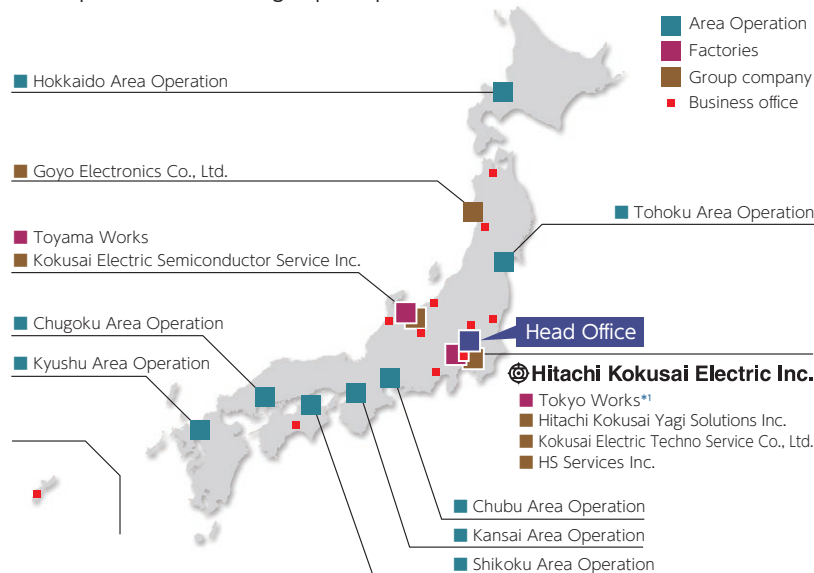 Area Operation
Factories
Group company
Business office
Hokkaido Area Operation
Goyo Electronics Co., Ltd.
Tohoku Area Operation
Toyama Works
Kokusai Electric Semiconductor Service Inc.
Chugoku Area Operation
Kyushu Area Operation
Head Office
Hitachi Kokusai Electric Inc.
Tokyo Works*1
Hitachi Kokusai Yagi Solutions Inc.
Kokusai Electric Techno Service Co., Ltd.
HS Services Inc.
Chubu Area Operation
Kansai Area Operation
Shikoku Area Operation